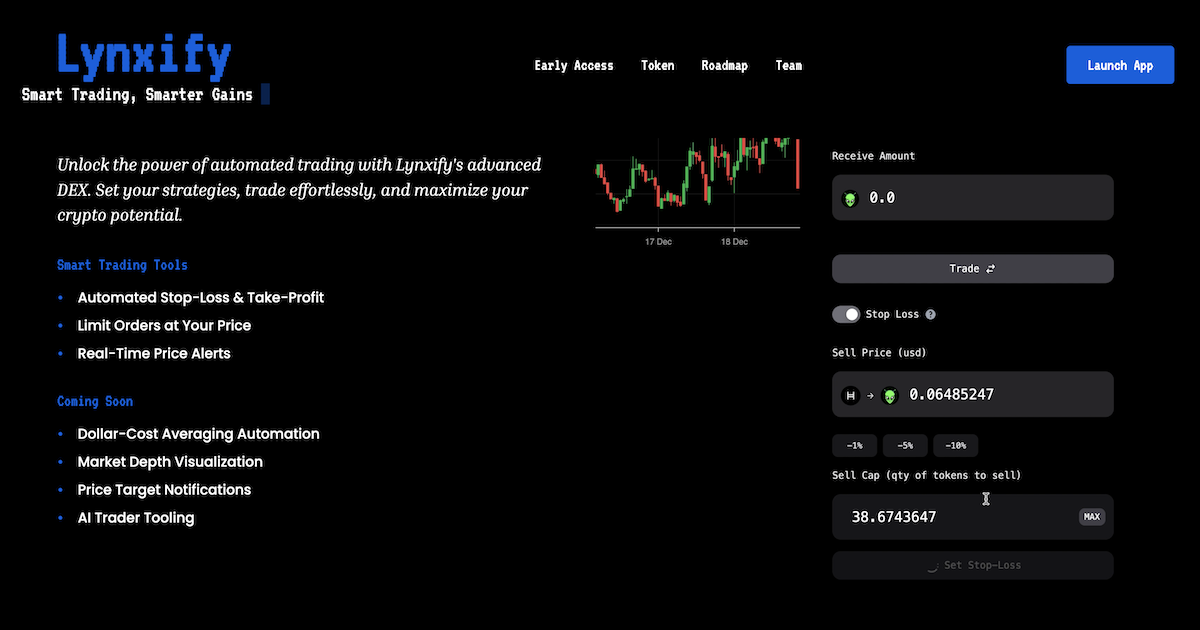 Lynxify
Smart Trading, Smarter Gains
Early Access
Token
Roadmap
Team
Launch App
Unlock the power of automated trading with Lynxify's advanced
DEX. Set your strategies, trade effortlessly, and maximize your
crypto potential.
Smart Trading Tools
• Automated Stop-Loss & Take-Profit
• Limit Orders at Your Price
• Real-Time Price Alerts
Coming Soon
• Dollar-Cost Averaging Automation
• Market Depth Visualization
• Price Target Notifications
• AI Trader Tooling
17 Dec
18 Dec
Receive Amount
0.0
Trade ⇄
Stop Loss ?
Sell Price (usd)
H → 0.06485247
-1%
-5%
-10%
Sell Cap (qty of tokens to sell)
38.6743647
MAX
Set Stop-Loss